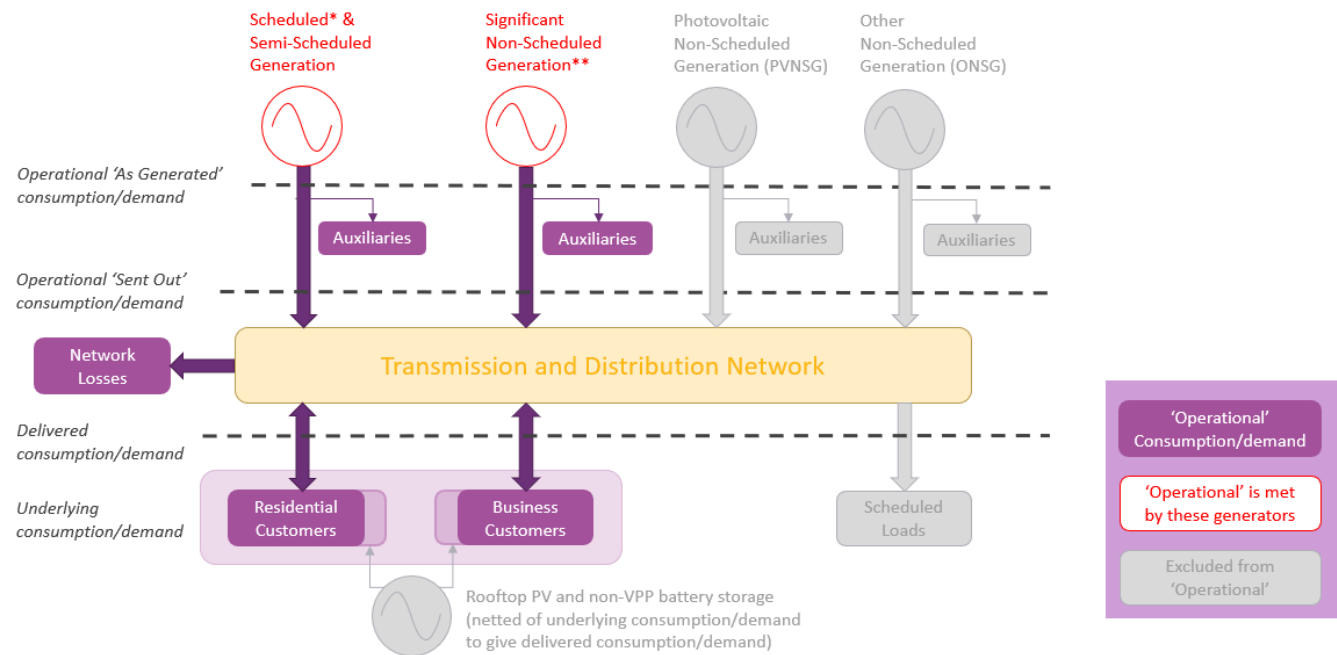 Scheduled* &
Semi-Scheduled
Generation
Significant
Non-Scheduled
Generation**
Photovoltaic
Non-Scheduled
Generation (PVNSG)
Other
Non-Scheduled
Generation (ONSG)
Operational ‘As Generated’
consumption/demand
Auxiliaries
Auxiliaries
Auxiliaries
Auxiliaries
Operational ‘Sent Out’
consumption/demand
Network
Losses
Transmission and Distribution Network
Delivered
consumption/demand
Underlying
consumption/demand
Residential
Customers
Business
Customers
Scheduled
Loads
Rooftop PV and non-VPP battery storage
(netted of underlying consumption/demand
to give delivered consumption/demand)
‘Operational’
Consumption/demand
‘Operational’ is met
by these generators
Excluded from
‘Operational’